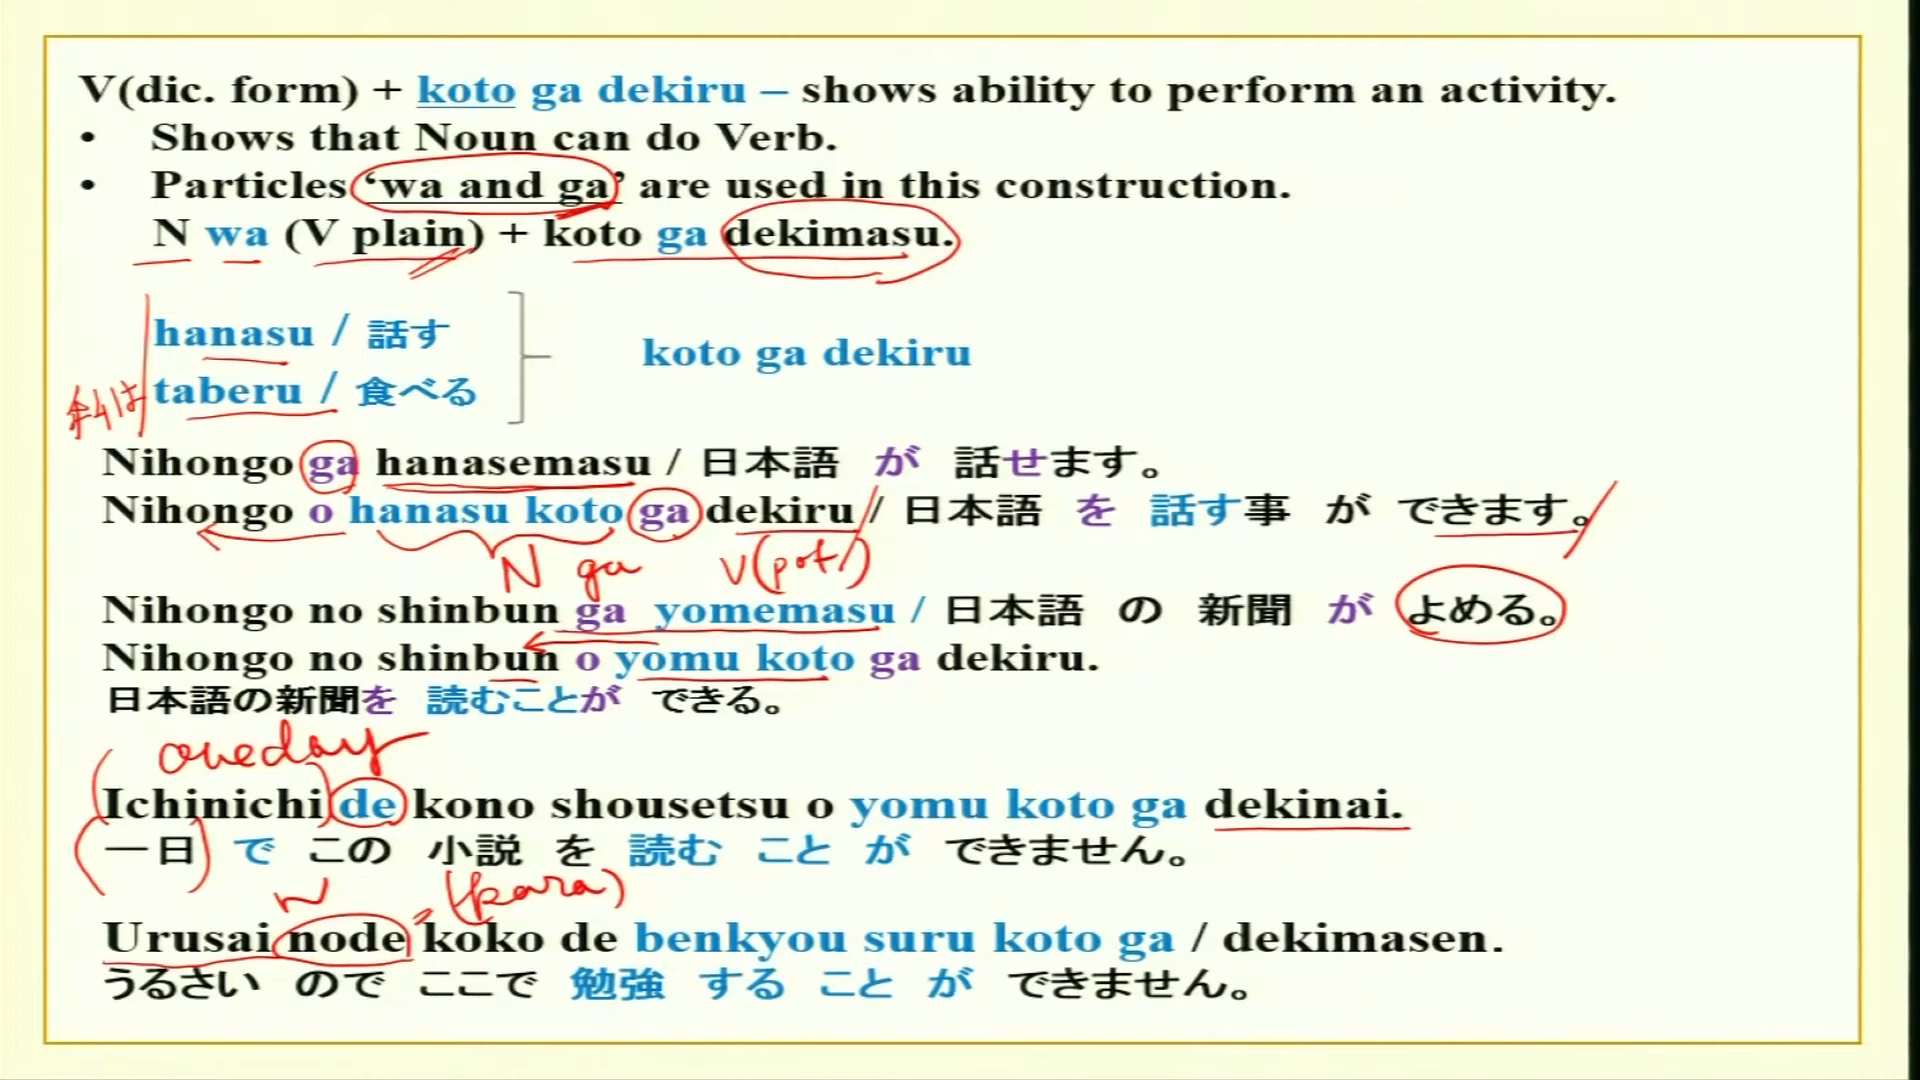 V(dic. form) + koto ga dekiru – shows ability to perform an activity.
• Shows that Noun can do Verb.
• Particles ‘wa and ga’ are used in this construction.
N wa (V plain) + koto ga dekimasu.
hanasu / 話す
koto ga dekiru
私は
taberu / 食べる
Nihongo ga hanasemasu / 日本語 が 話せます。
Nihongo o hanasu koto ga dekiru / 日本語 を 話す事 が できます。
N ga V(pot.)
Nihongo no shinbun ga yomemasu / 日本語 の 新聞 が よめる。
Nihongo no shinbun o yomu koto ga dekiru.
日本語の新聞を 読むことが できる。
oneday
Ichinichi de kono shousetsu o yomu koto ga dekinai.
一日 で この 小説 を 読む こと が できません。
N (kara)
Urusai node koko de benkyou suru koto ga / dekimasen.
うるさい ので ここで 勉強 する こと が できません。